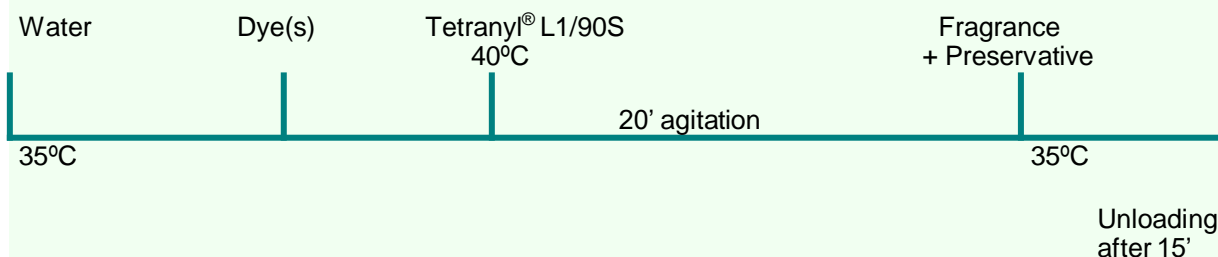 Water Dye(s) Tetranyl® L1/90S Fragrance
40ºC + Preservative
20’ agitation
35ºC 35ºC
Unloading
after 15’